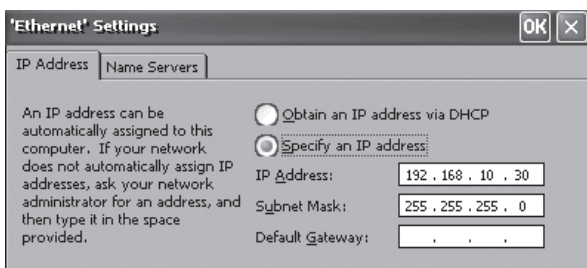 'Ethernet' Settings
OK ×
IP Address
Name Servers
An IP address can be
automatically assigned to this
computer. If your network
does not automatically assign IP
addresses, ask your network
administrator for an address, and
then type it in the space
provided.
Obtain an IP address via DHCP
Specify an IP address
IP Address: 192 . 168 . 10 . 30
Subnet Mask: 255 . 255 . 255 . 0
Default Gateway: . . .